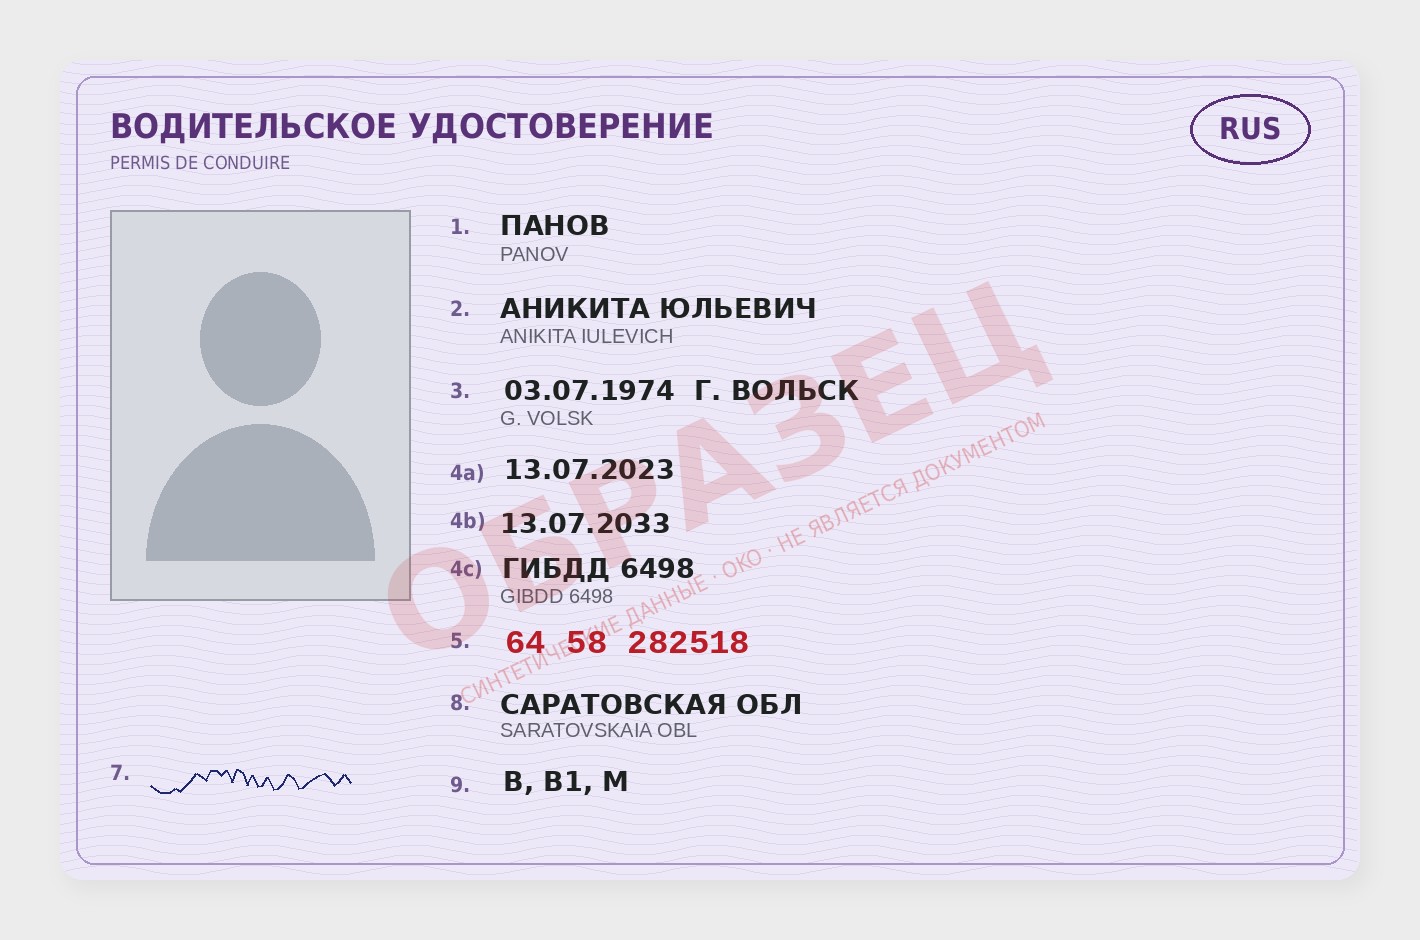 ВОДИТЕЛЬСКОЕ УДОСТОВЕРЕНИЕ
PERMIS DE CONDUIRE
RUS
1. ПАНОВ
PANOV
2. АНИКИТА ЮЛЬЕВИЧ
ANIKITA IULEVICH
3. 03.07.1974 Г. ВОЛЬСК
G. VOLSK
4a) 13.07.2023
4b) 13.07.2033
4c) ГИБДД 6498
GIBDD 6498
5. 64 58 282518
8. САРАТОВСКАЯ ОБЛ
SARATOVSKAIA OBL
7.
9. B, B1, M
ОБРАЗЕЦ
СИНТЕТИЧЕСКИЕ ДАННЫЕ · ОКО · НЕ ЯВЛЯЕТСЯ ДОКУМЕНТОМ